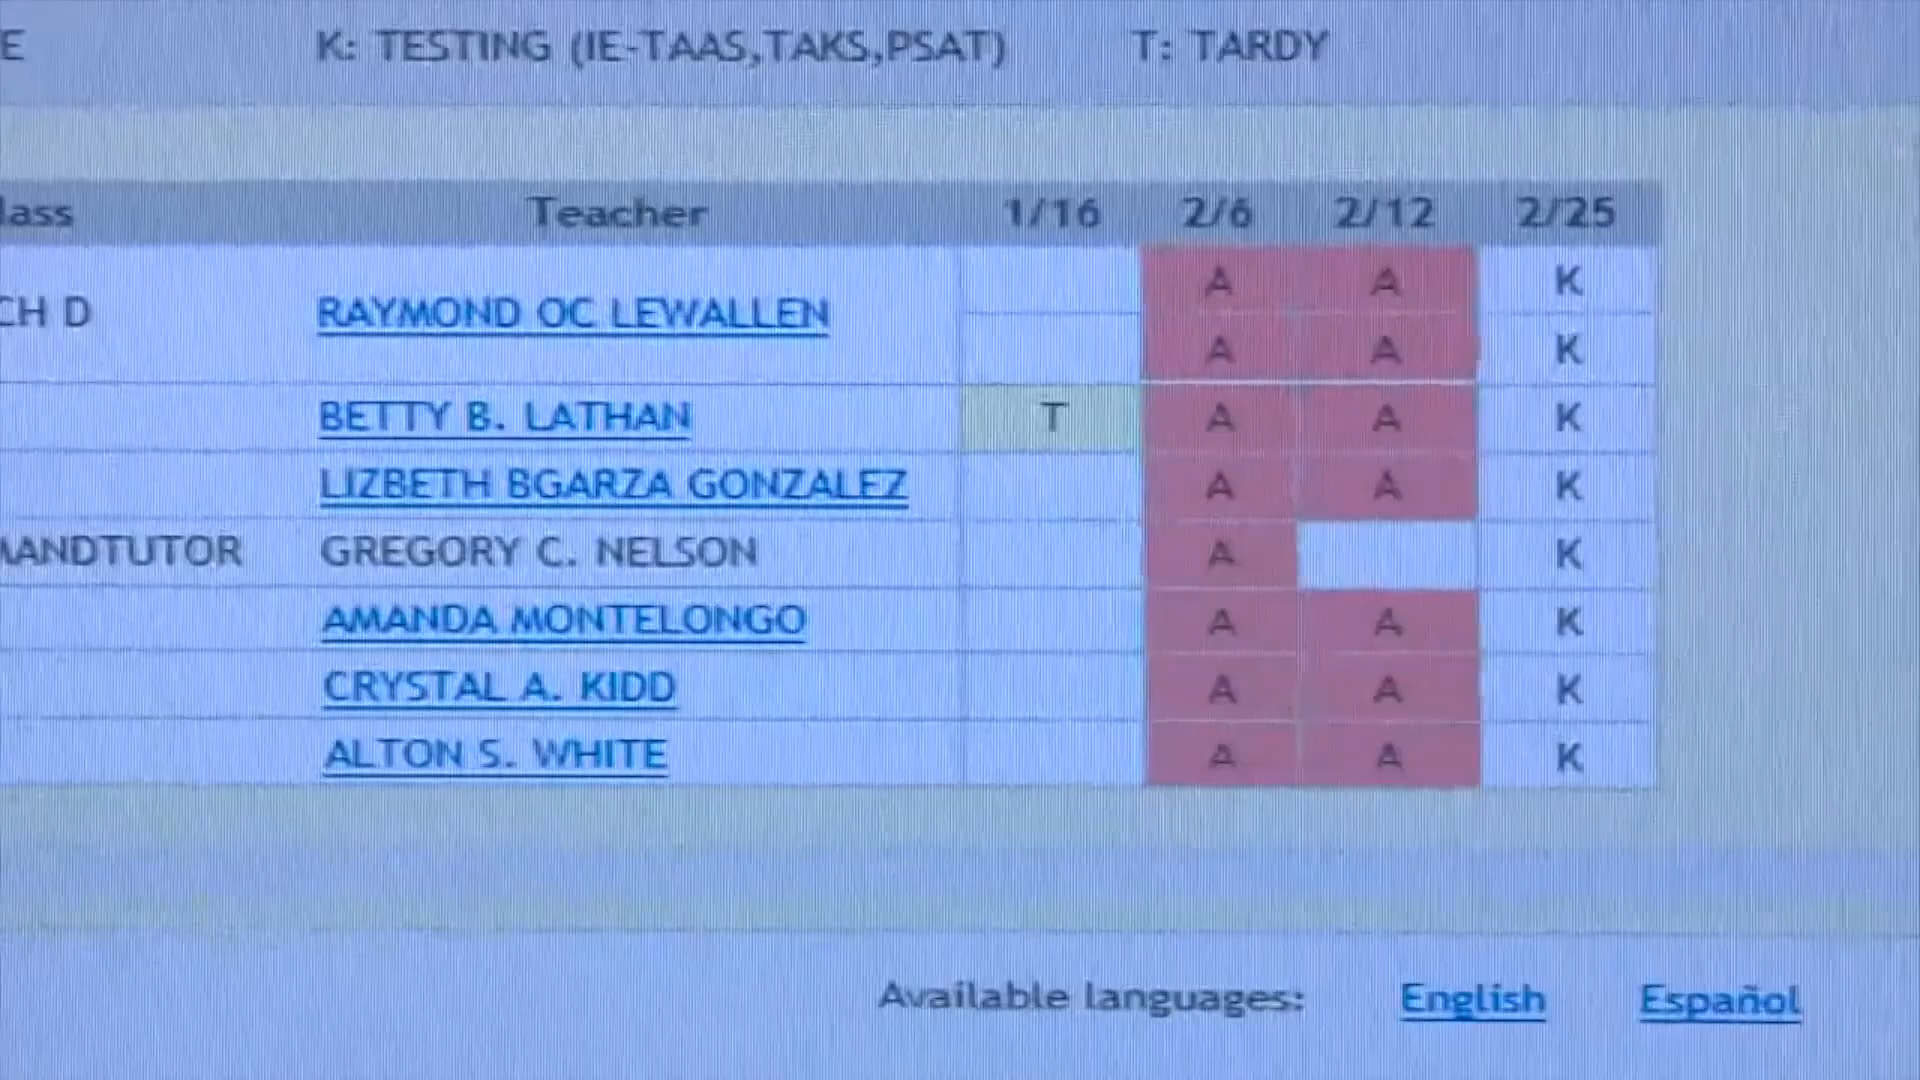 E K: TESTING (IE-TAAS,TAKS,PSAT) T: TARDY
lass Teacher 1/16 2/6 2/12 2/25
A A K
CH D RAYMOND OC LEWALLEN
A A K
BETTY B. LATHAN T A A K
LIZBETH BGARZA GONZALEZ A A K
MANDTUTOR GREGORY C. NELSON A K
AMANDA MONTELONGO A A K
CRYSTAL A. KIDD A A K
ALTON S. WHITE A A K
Available languages: English Español